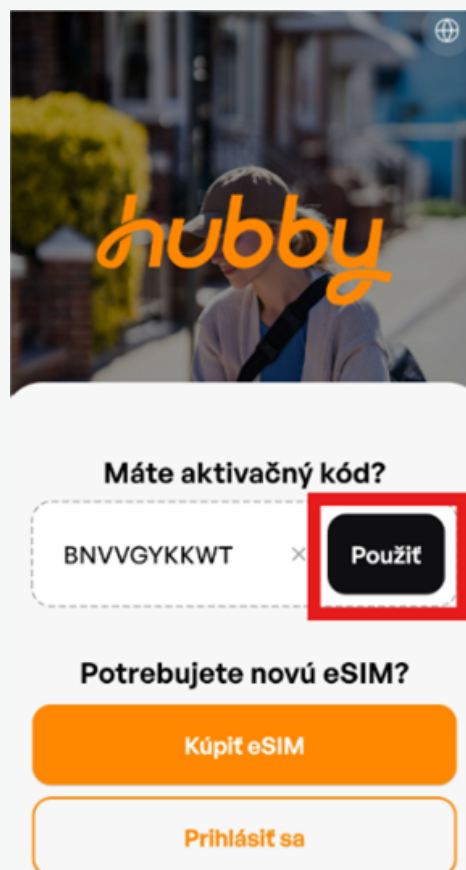 hubby
Máte aktivačný kód?
BNVVGYKKWT × Použiť
Potrebujete novú eSIM?
Kúpiť eSIM
Prihlásiť sa